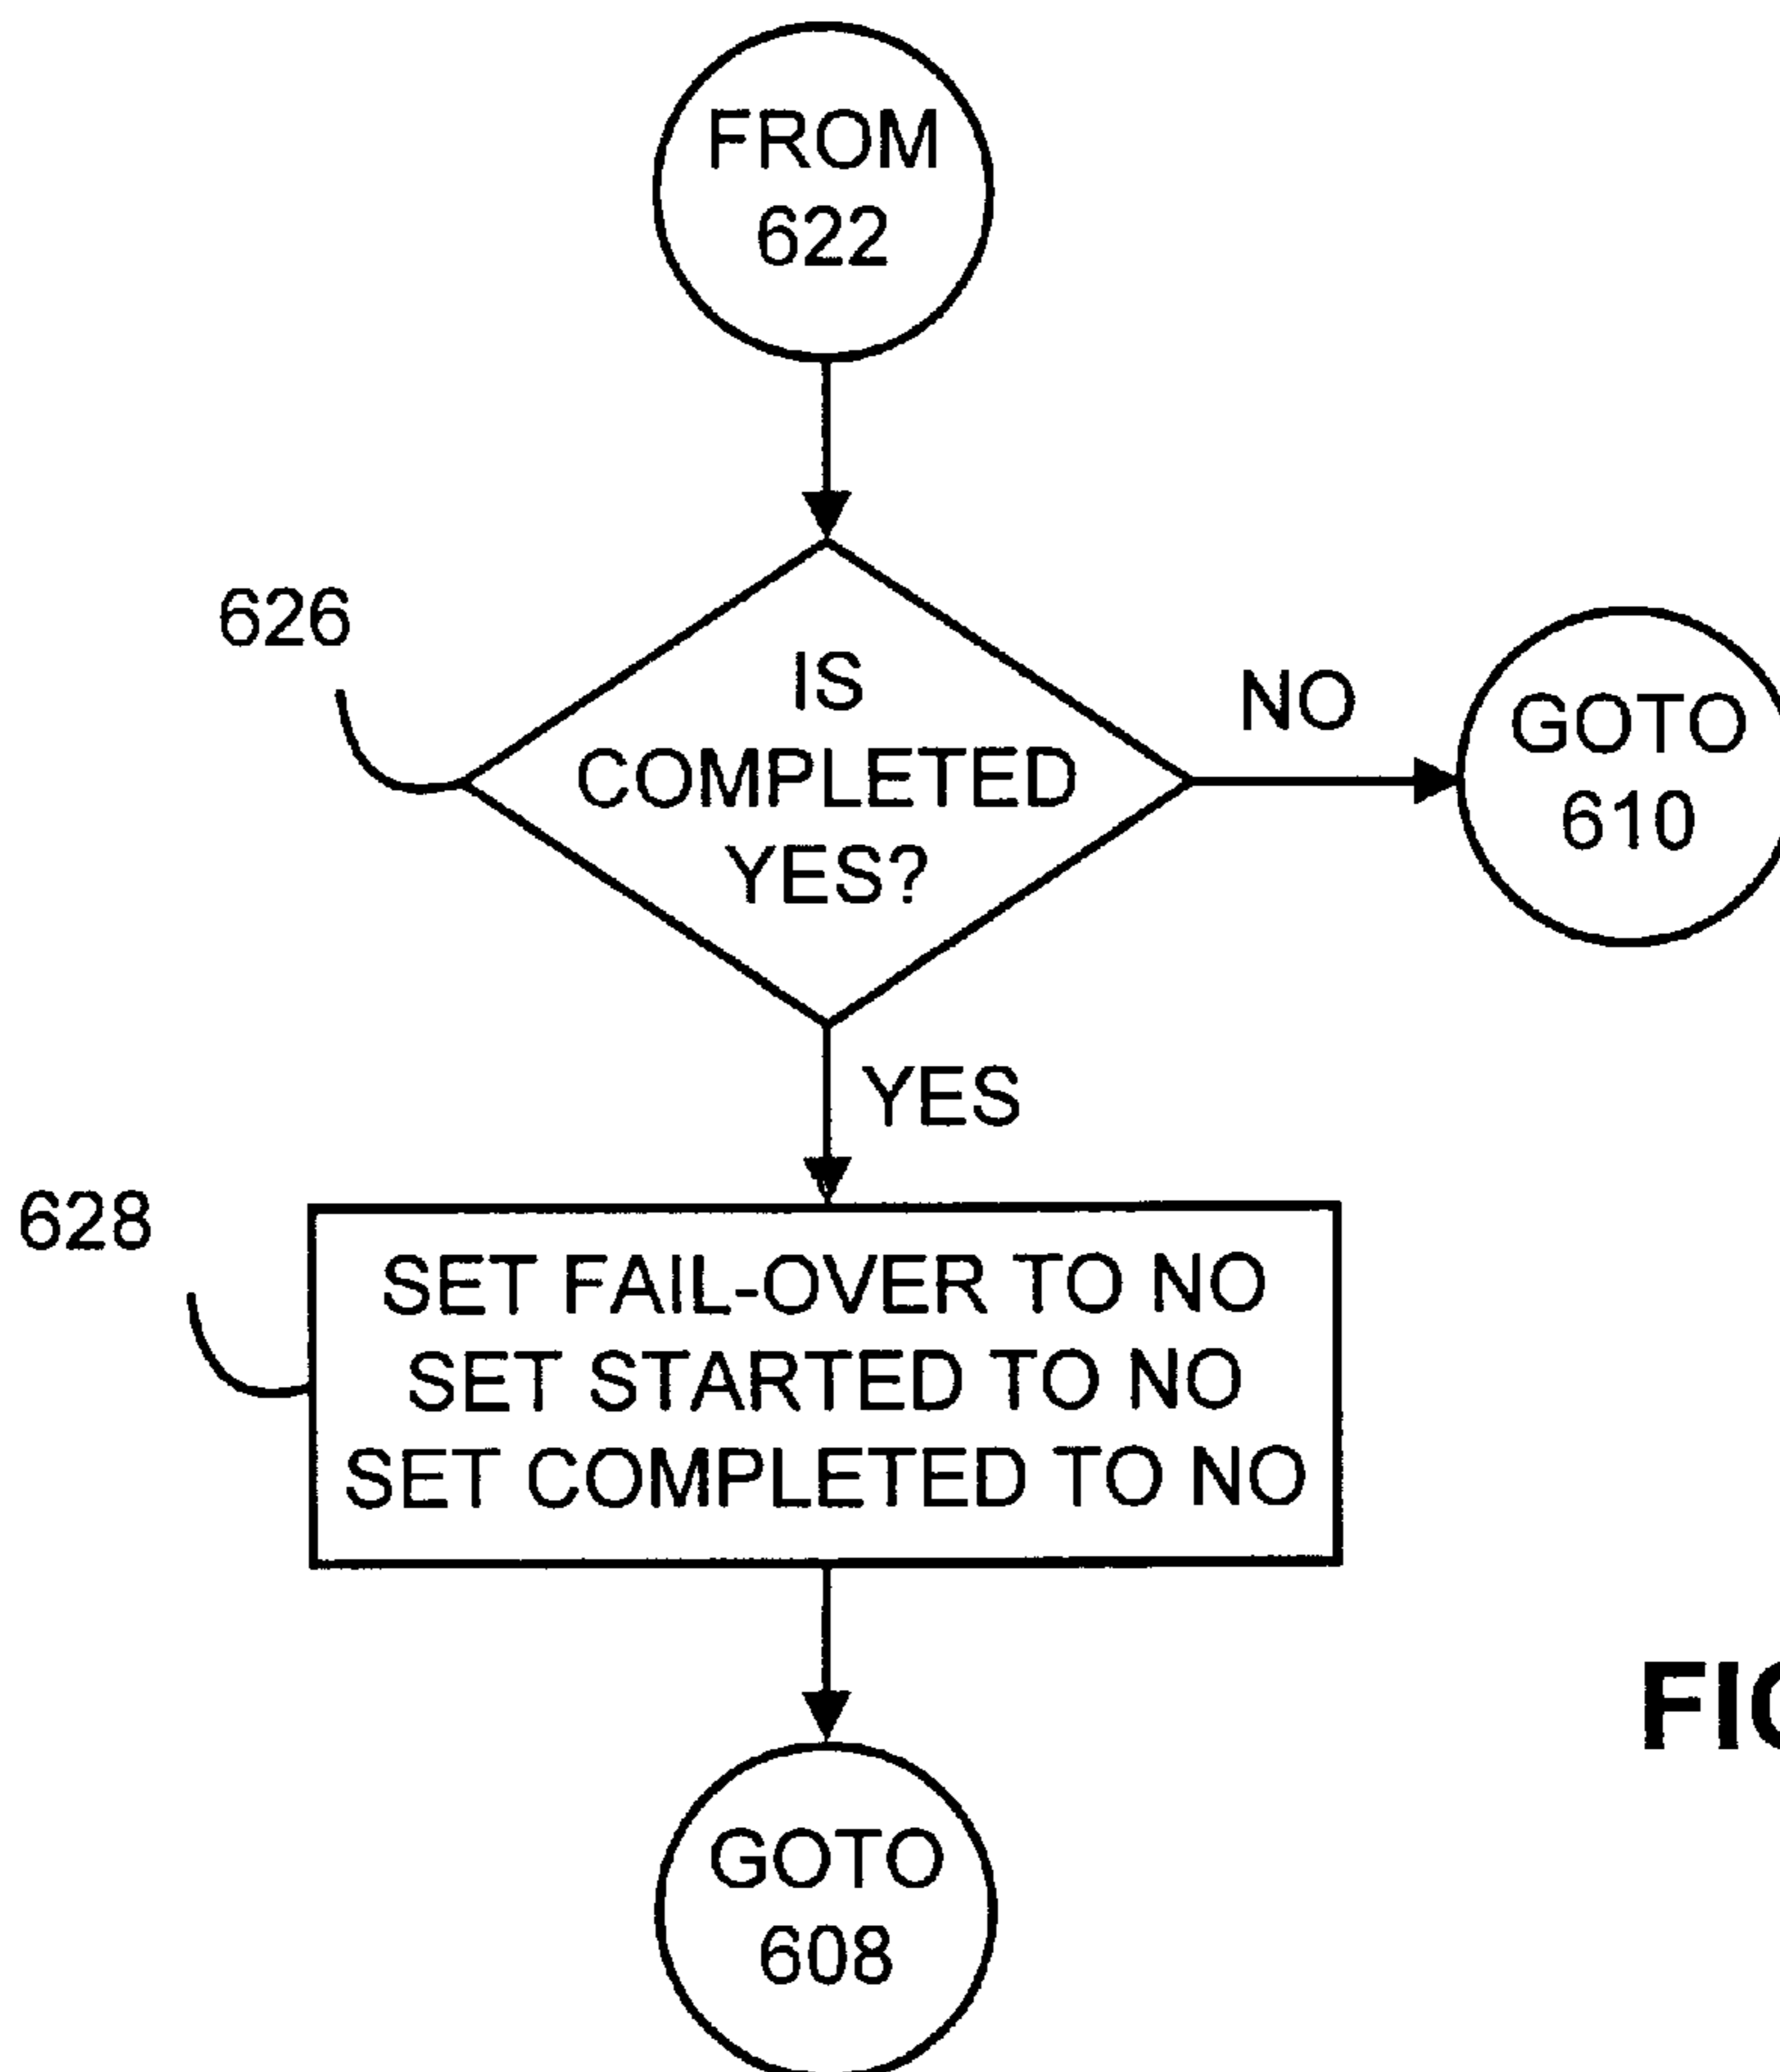 FROM
622
626
IS
COMPLETED
YES?
NO
GOTO
610
YES
628
SET FAIL-OVER TO NO
SET STARTED TO NO
SET COMPLETED TO NO
GOTO
608